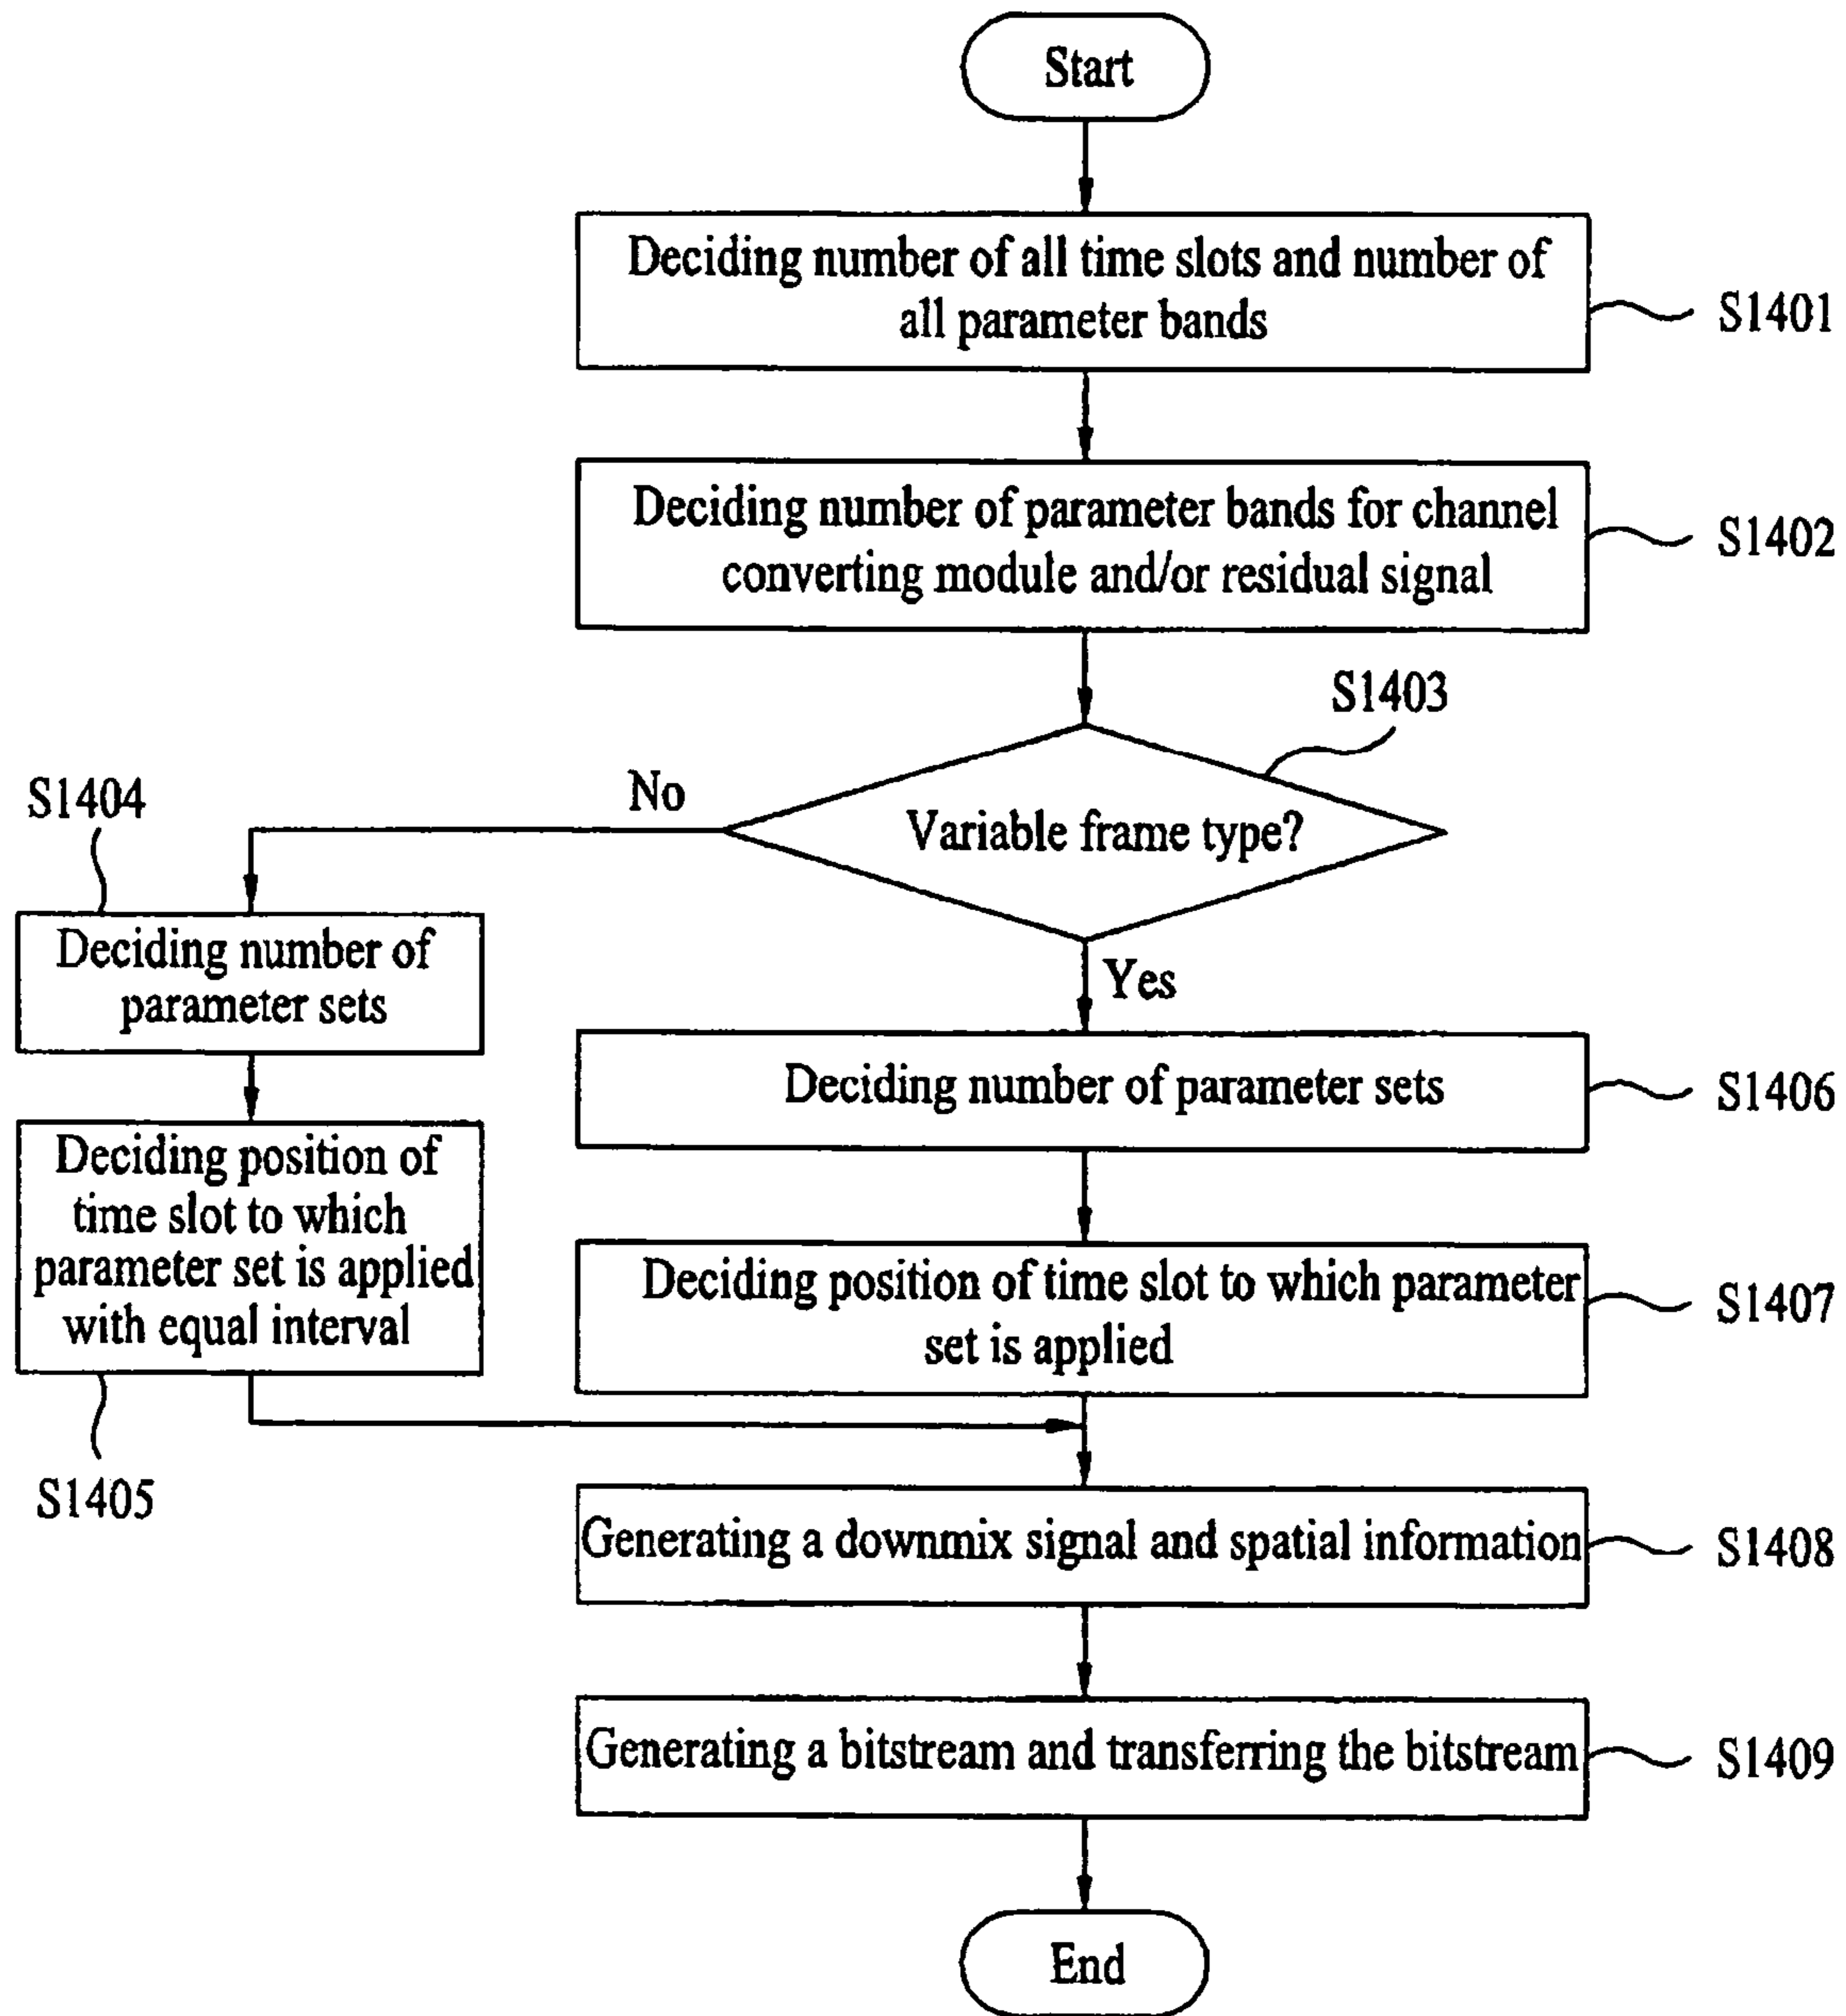 Start
Deciding number of all time slots and number of
all parameter bands
S1401
Deciding number of parameter bands for channel
converting module and/or residual signal
S1402
S1403
Variable frame type?
No
Yes
S1404
Deciding number of
parameter sets
Deciding position of
time slot to which
parameter set is applied
with equal interval
S1405
Deciding number of parameter sets
S1406
Deciding position of time slot to which parameter
set is applied
S1407
Generating a downmix signal and spatial information
S1408
Generating a bitstream and transferring the bitstream
S1409
End